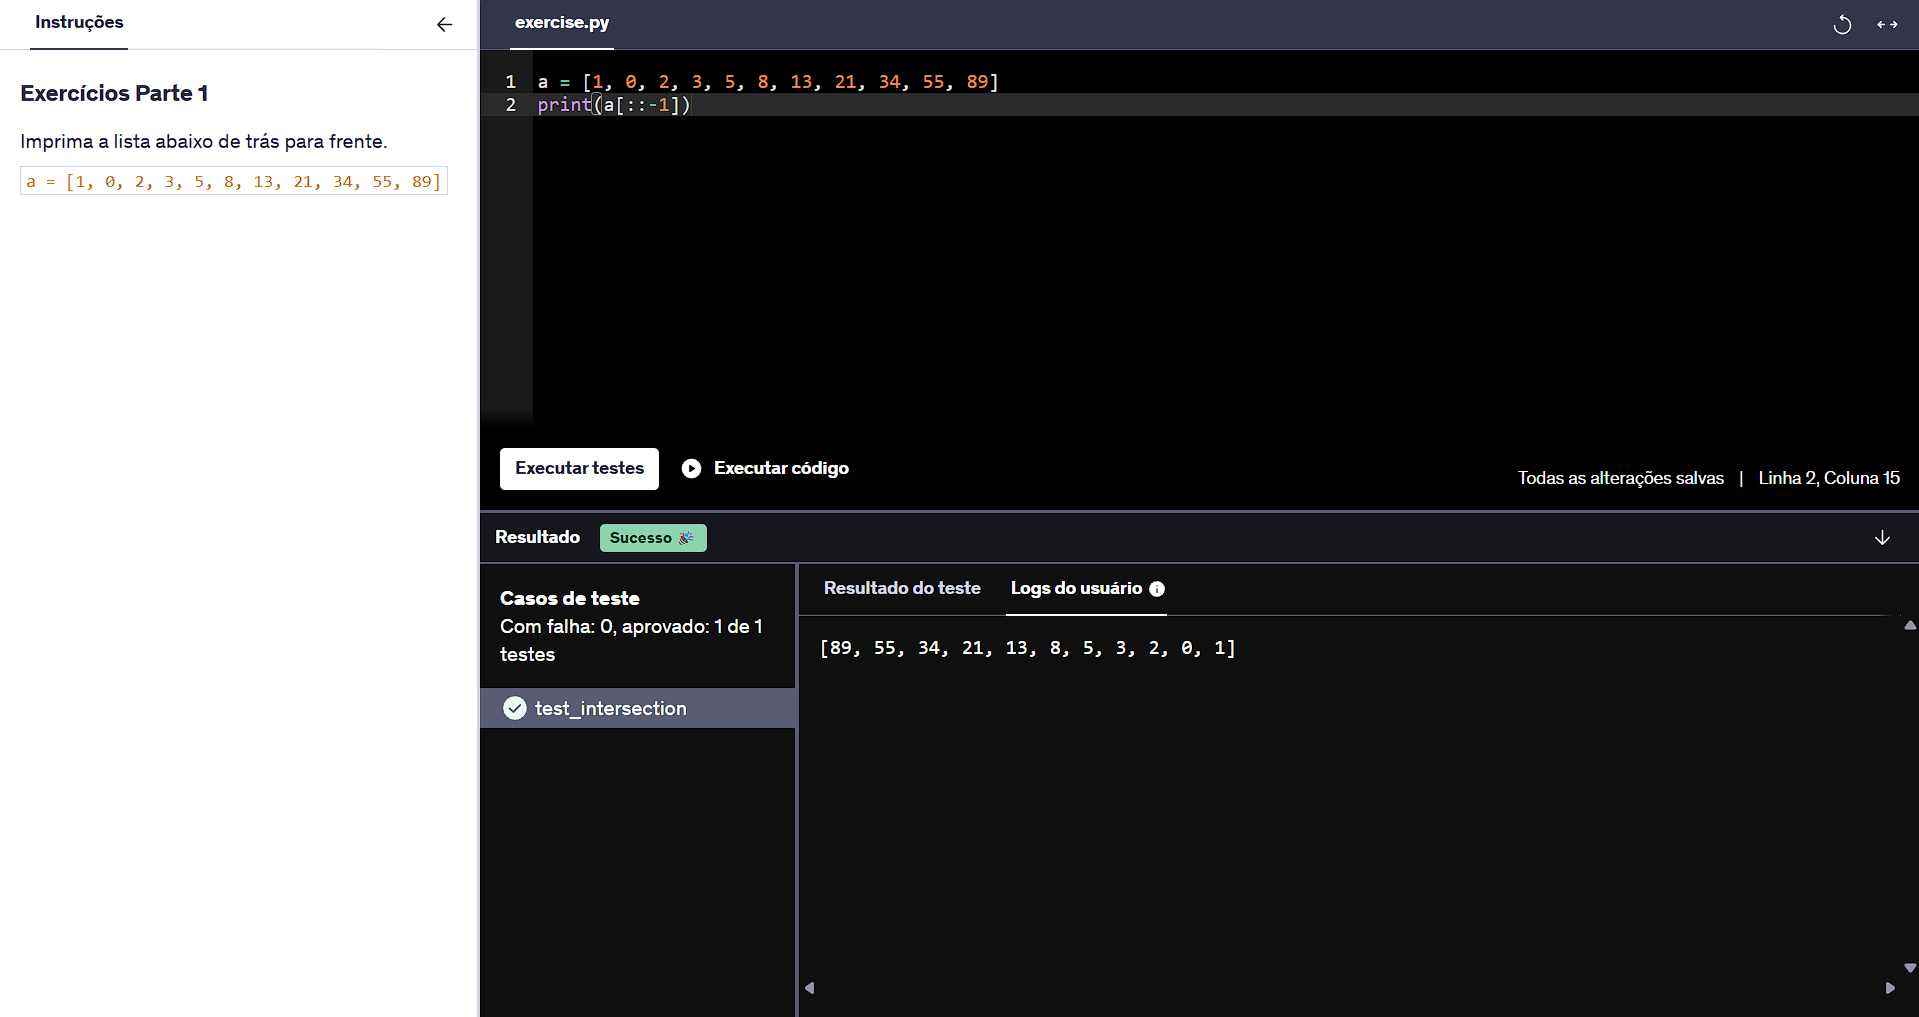 Instruções
Exercícios Parte 1
Imprima a lista abaixo de trás para frente.
a = [1, 0, 2, 3, 5, 8, 13, 21, 34, 55, 89]
exercise.py
1 a = [1, 0, 2, 3, 5, 8, 13, 21, 34, 55, 89]
2 print(a[::-1])
Executar testes Executar código
Todas as alterações salvas | Linha 2, Coluna 15
Resultado Sucesso 🎉
Casos de teste
Com falha: 0, aprovado: 1 de 1
testes
test_intersection
Resultado do teste Logs do usuário
[89, 55, 34, 21, 13, 8, 5, 3, 2, 0, 1]